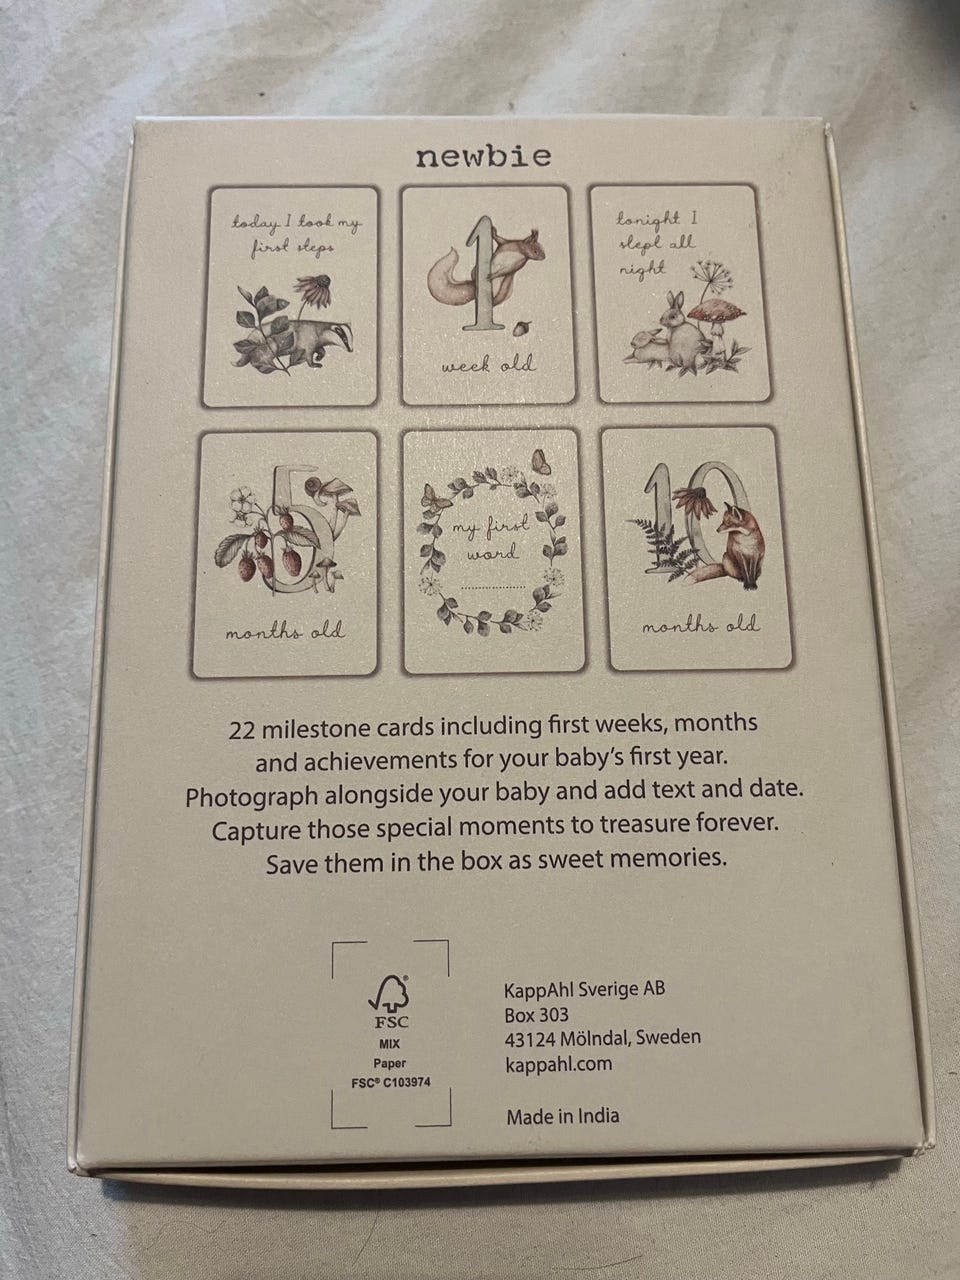 newbie
today I took my
first steps
1
week old
tonight I
slept all
night
5
months old
my first
word
....................
10
months old
22 milestone cards including first weeks, months
and achievements for your baby's first year.
Photograph alongside your baby and add text and date.
Capture those special moments to treasure forever.
Save them in the box as sweet memories.
®
FSC
MIX
Paper
FSC® C103974
KappAhl Sverige AB
Box 303
43124 Mölndal, Sweden
kappahl.com
Made in India